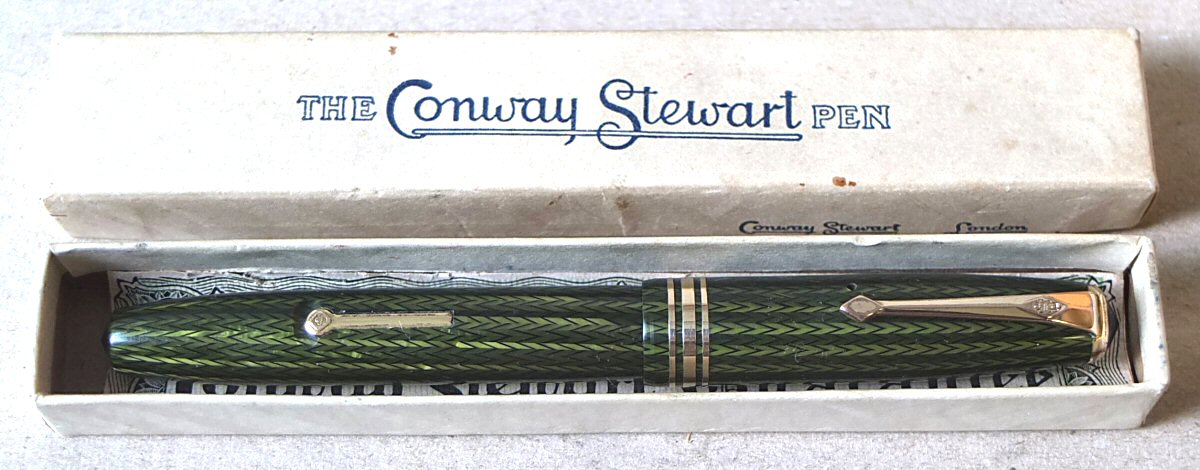 THE Conway Stewart PEN
Conway Stewart London